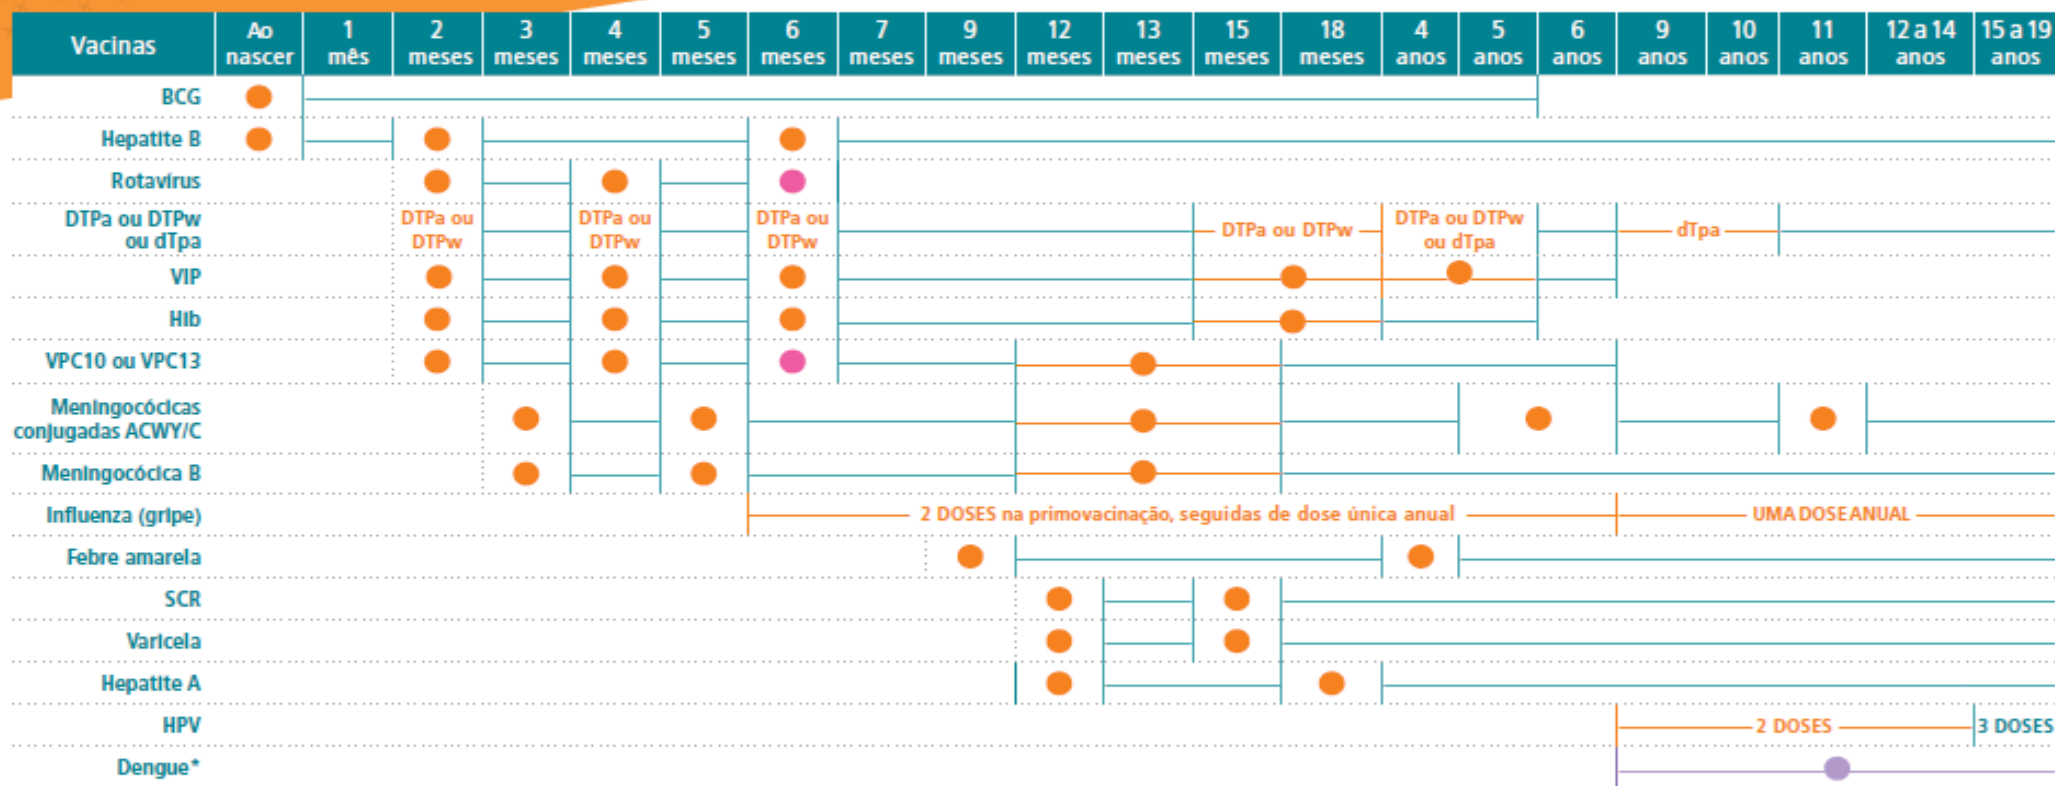 Vacinas
Ao nascer
1 mês
2 meses
3 meses
4 meses
5 meses
6 meses
7 meses
9 meses
12 meses
13 meses
15 meses
18 meses
4 anos
5 anos
6 anos
9 anos
10 anos
11 anos
12 a 14 anos
15 a 19 anos
BCG
Hepatite B
Rotavírus
DTPa ou DTPw
ou dTpa
DTPa ou
DTPw
DTPa ou
DTPw
DTPa ou
DTPw
DTPa ou DTPw
DTPa ou DTPw
ou dTpa
dTpa
VIP
Hib
VPC10 ou VPC13
Meningocócicas
conjugadas ACWY/C
Meningocócica B
Influenza (gripe)
2 DOSES na primovacinação, seguidas de dose única anual
UMA DOSE ANUAL
Febre amarela
SCR
Varicela
Hepatite A
HPV
2 DOSES
3 DOSES
Dengue*